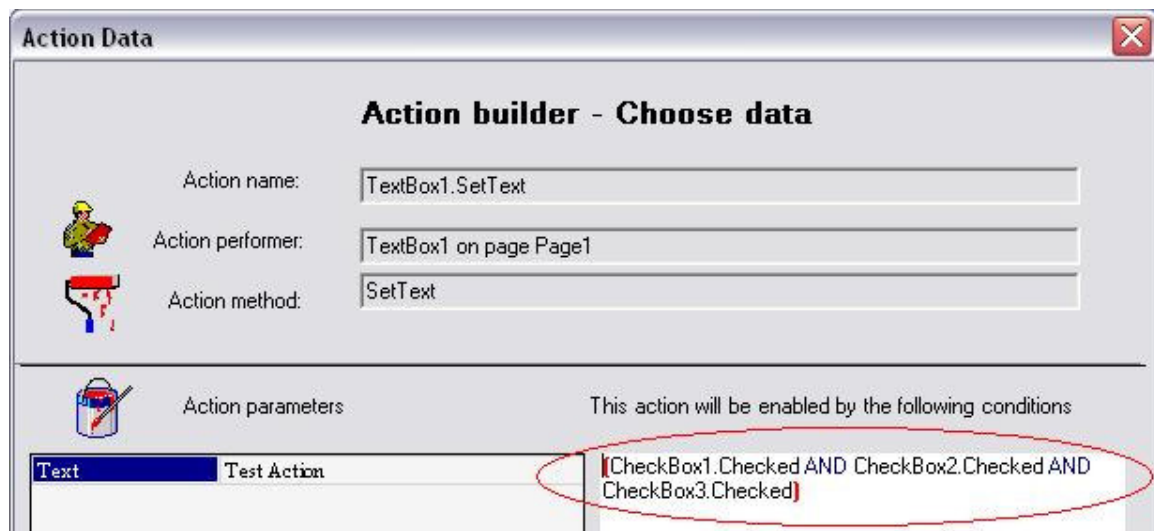 Action Data
Action builder - Choose data
Action name:
TextBox1.SetText
Action performer:
TextBox1 on page Page1
Action method:
SetText
Action parameters
This action will be enabled by the following conditions
Text
Test Action
(CheckBox1.Checked AND CheckBox2.Checked AND
CheckBox3.Checked)